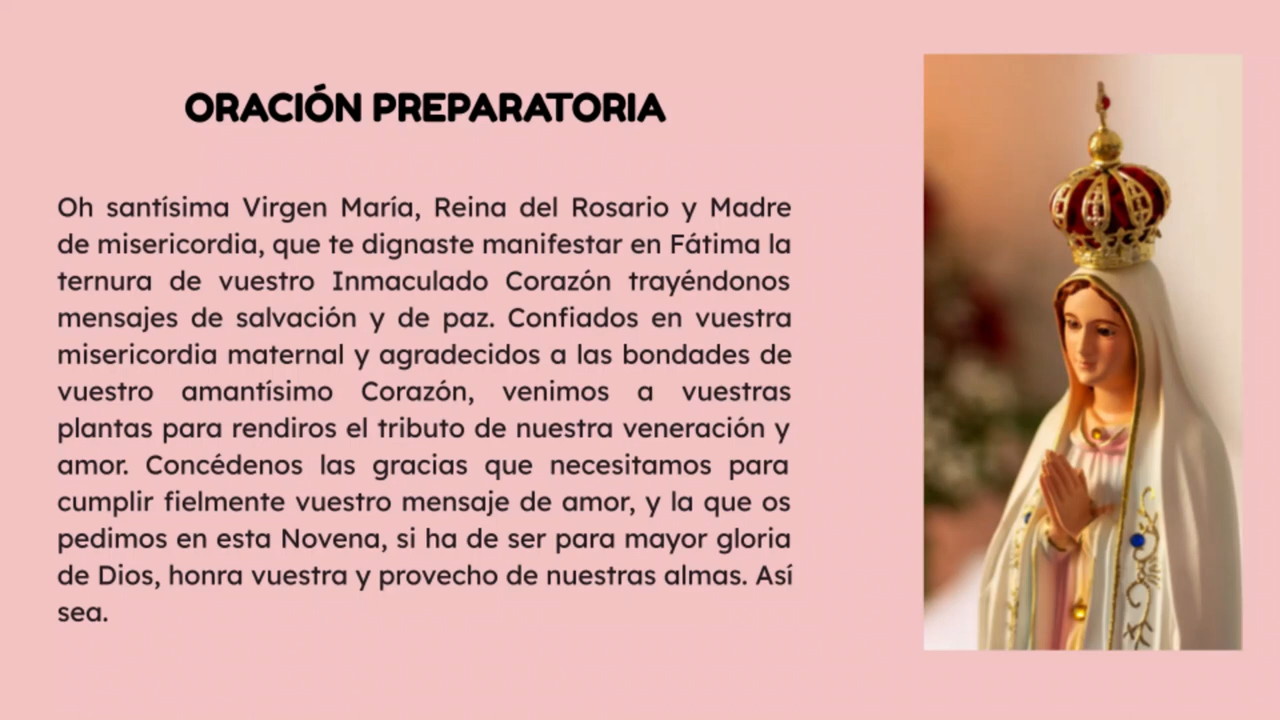 ORACIÓN PREPARATORIA
Oh santísima Virgen María, Reina del Rosario y Madre
de misericordia, que te dignaste manifestar en Fátima la
ternura de vuestro Inmaculado Corazón trayéndonos
mensajes de salvación y de paz. Confiados en vuestra
misericordia maternal y agradecidos a las bondades de
vuestro amantísimo Corazón, venimos a vuestras
plantas para rendiros el tributo de nuestra veneración y
amor. Concédenos las gracias que necesitamos para
cumplir fielmente vuestro mensaje de amor, y la que os
pedimos en esta Novena, si ha de ser para mayor gloria
de Dios, honra vuestra y provecho de nuestras almas. Así
sea.